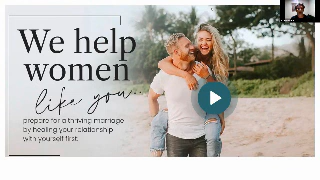 We help
women
like you...
prepare for a thriving marriage
by healing your relationship
with yourself first.